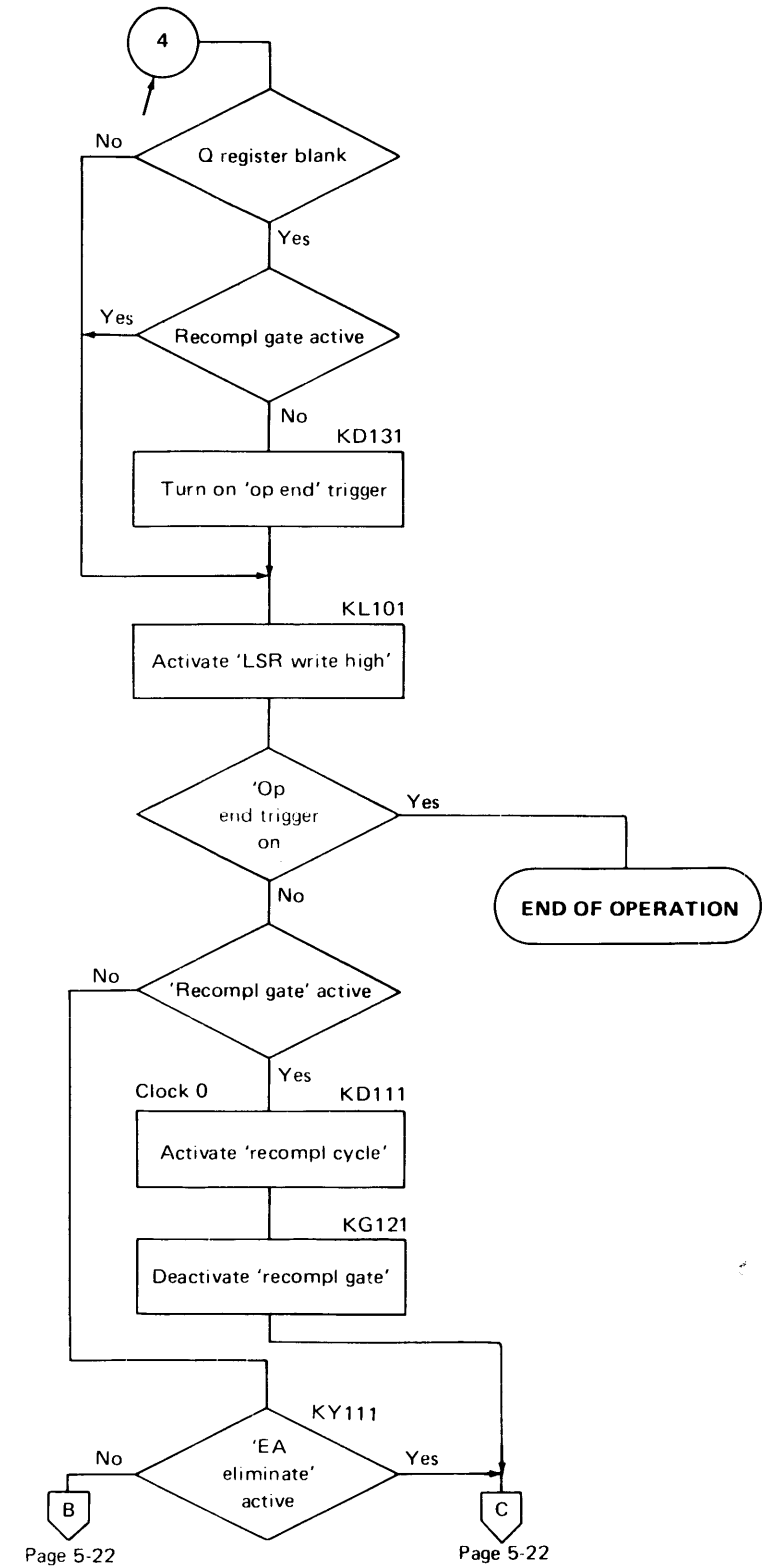 4
No
Q register blank
Yes
Yes
Recompl gate active
No
KD131
Turn on 'op end' trigger
KL101
Activate 'LSR write high'
'Op
end trigger
on
Yes
END OF OPERATION
No
No
'Recompl gate' active
Yes
Clock 0
KD111
Activate 'recompl cycle'
KG121
Deactivate 'recompl gate'
KY111
No
'EA
eliminate'
active
Yes
B
C
Page 5-22
Page 5-22